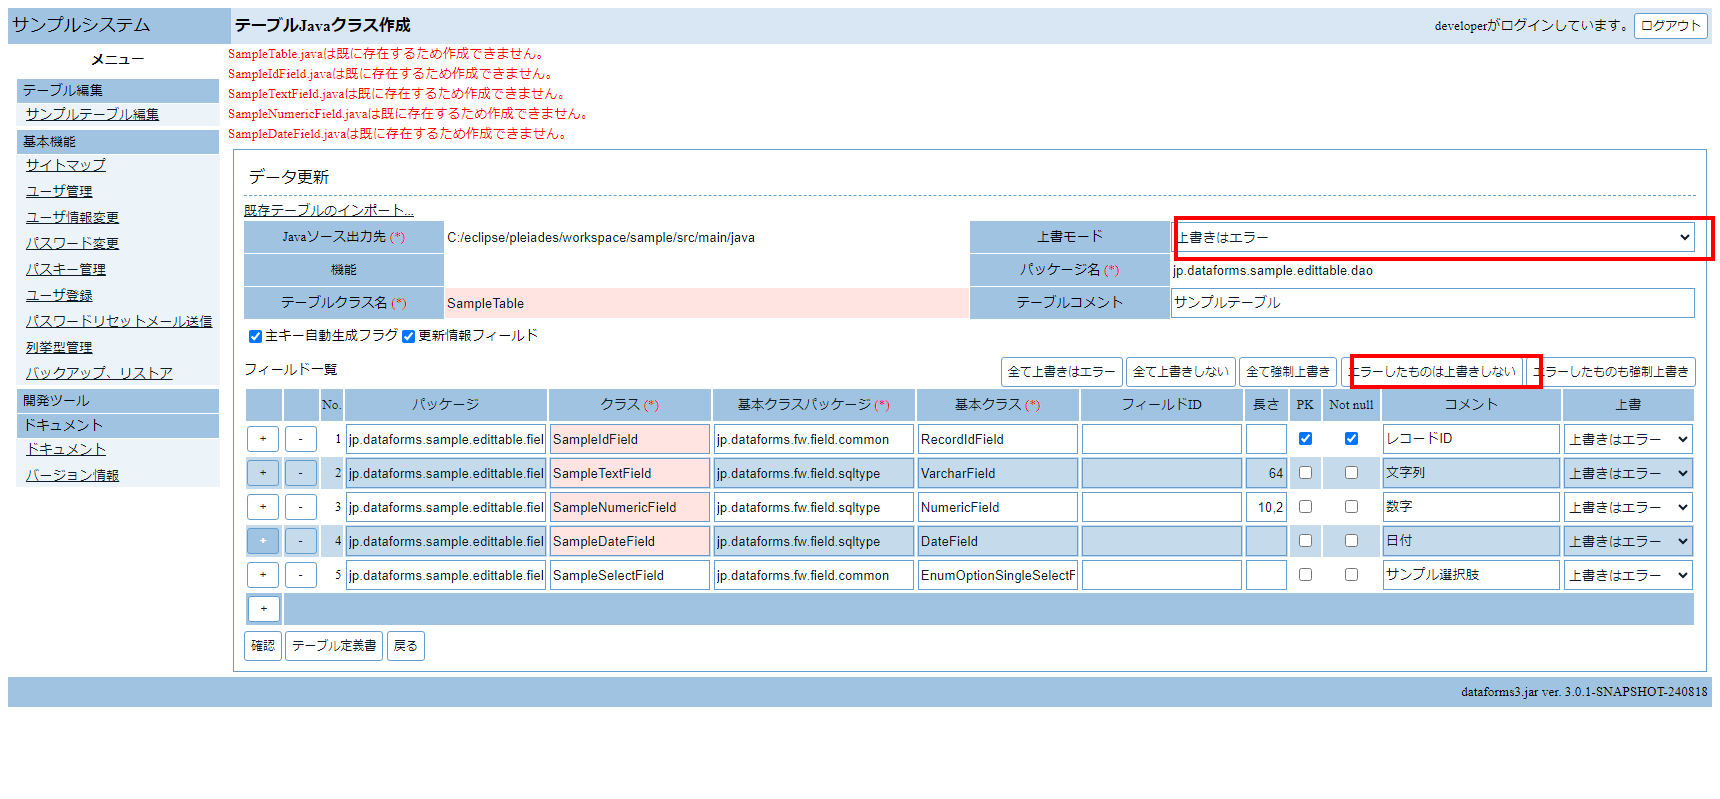 サンプルシステム
テーブルJavaクラス作成
developerがログインしています。 ログアウト
メニュー
テーブル編集
サンプルテーブル編集
基本機能
サイトマップ
ユーザ管理
ユーザ情報変更
パスワード変更
パスキー管理
ユーザ登録
パスワードリセットメール送信
列挙型管理
バックアップ、リストア
開発ツール
ドキュメント
ドキュメント
バージョン情報
SampleTable.javaは既に存在するため作成できません。
SampleIdField.javaは既に存在するため作成できません。
SampleTextField.javaは既に存在するため作成できません。
SampleNumericField.javaは既に存在するため作成できません。
SampleDateField.javaは既に存在するため作成できません。
データ更新
既存テーブルのインポート...
Javaソース出力先 (*) C:/eclipse/pleiades/workspace/sample/src/main/java 上書モード 上書きはエラー
機能 パッケージ名 (*) jp.dataforms.sample.edittable.dao
テーブルクラス名 (*) SampleTable テーブルコメント サンプルテーブル
主キー自動生成フラグ 更新情報フィールド
フィールド一覧 全て上書きはエラー 全て上書きしない 全て強制上書き エラーしたものは上書きしない エラーしたものも強制上書き
No. パッケージ クラス (*) 基本クラスパッケージ (*) 基本クラス (*) フィールドID 長さ PK Not null コメント 上書
+ - 1 jp.dataforms.sample.edittable.fiel SampleIdField jp.dataforms.fw.field.common RecordIdField レコードID 上書きはエラー
+ - 2 jp.dataforms.sample.edittable.fiel SampleTextField jp.dataforms.fw.field.sqltype VarcharField 64 文字列 上書きはエラー
+ - 3 jp.dataforms.sample.edittable.fiel SampleNumericField jp.dataforms.fw.field.sqltype NumericField 10,2 数字 上書きはエラー
+ - 4 jp.dataforms.sample.edittable.fiel SampleDateField jp.dataforms.fw.field.sqltype DateField 日付 上書きはエラー
+ - 5 jp.dataforms.sample.edittable.fiel SampleSelectField jp.dataforms.fw.field.common EnumOptionSingleSelectF サンプル選択肢 上書きはエラー
+
確認 テーブル定義書 戻る
dataforms3.jar ver. 3.0.1-SNAPSHOT-240818